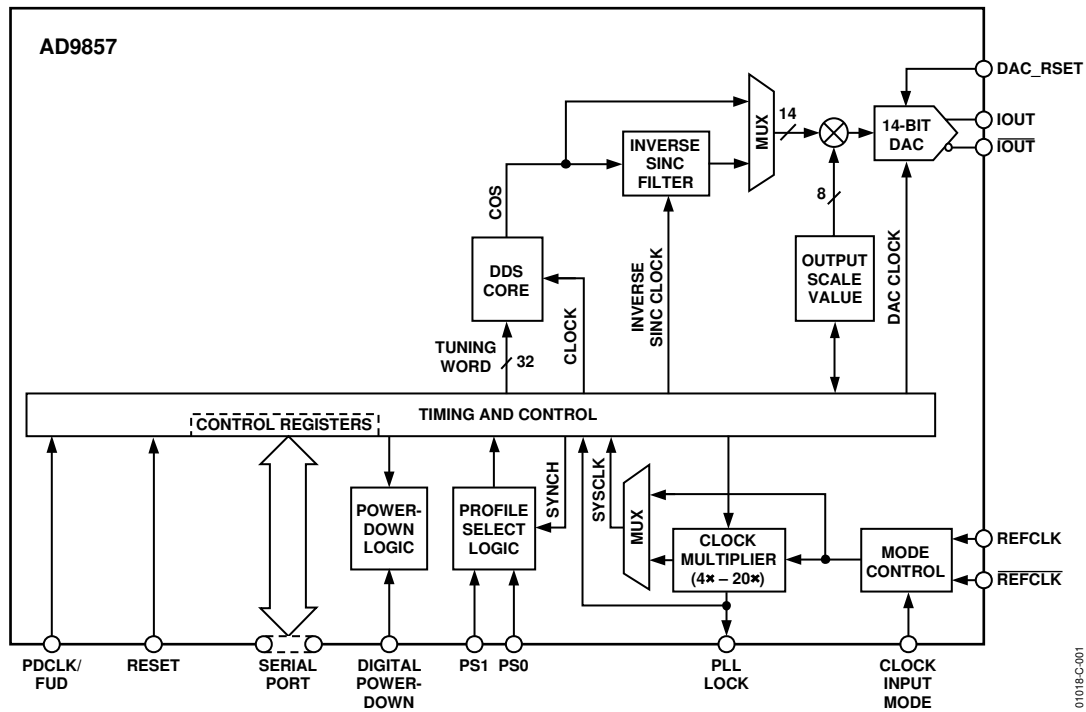 AD9857
DAC_RSET
IOUT
IOUT
14
14-BIT
DAC
MUX
INVERSE
SINC
FILTER
8
COS
DDS
CORE
OUTPUT
SCALE
VALUE
INVERSE
SINC CLOCK
DAC CLOCK
CLOCK
TUNING
WORD
32
TIMING AND CONTROL
CONTROL REGISTERS
SYNCH
SYSCLK
POWER-
DOWN
LOGIC
PROFILE
SELECT
LOGIC
MUX
CLOCK
MULTIPLIER
(4× – 20×)
MODE
CONTROL
REFCLK
REFCLK
PDCLK/
FUD
RESET
SERIAL
PORT
DIGITAL
POWER-
DOWN
PS1 PS0
PLL
LOCK
CLOCK
INPUT
MODE
01018-C-001